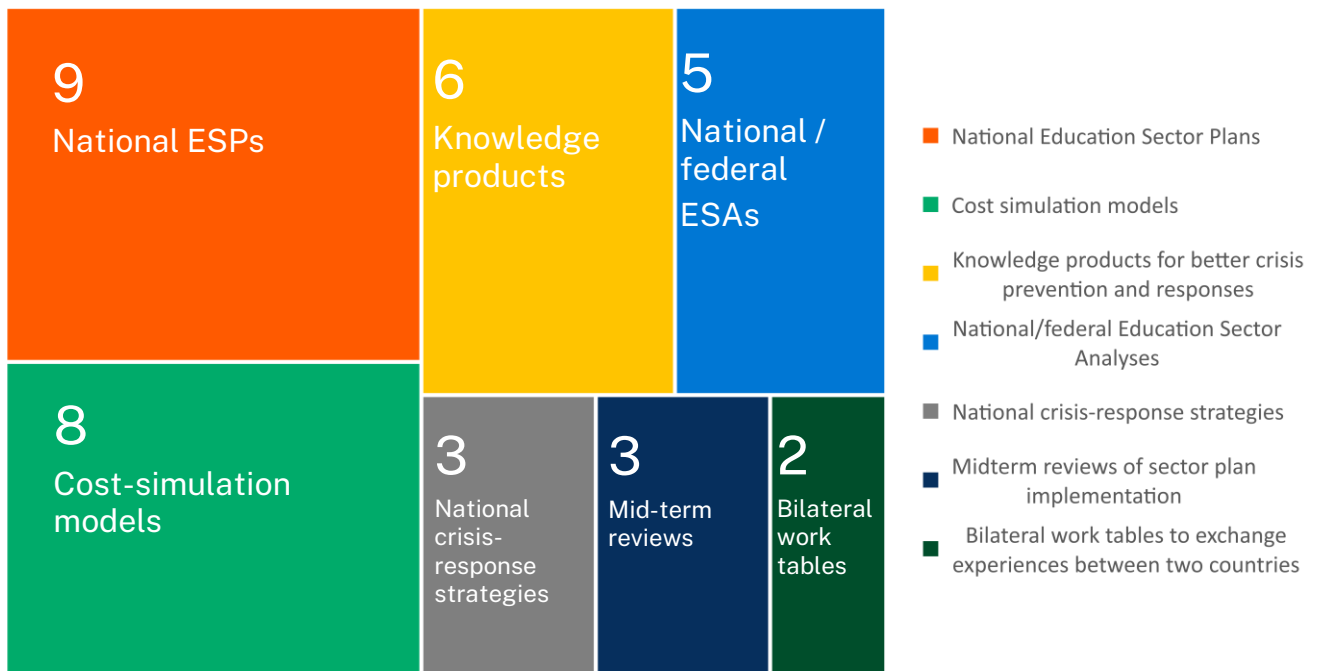 9
National ESPs
6
Knowledge
products
5
National /
federal
ESAs
8
Cost-simulation
models
3
National
crisis-
response
strategies
3
Mid-term
reviews
2
Bilateral
work
tables
National Education Sector Plans
Cost simulation models
Knowledge products for better crisis
prevention and responses
National/federal Education Sector
Analyses
National crisis-response strategies
Midterm reviews of sector plan
implementation
Bilateral work tables to exchange
experiences between two countries